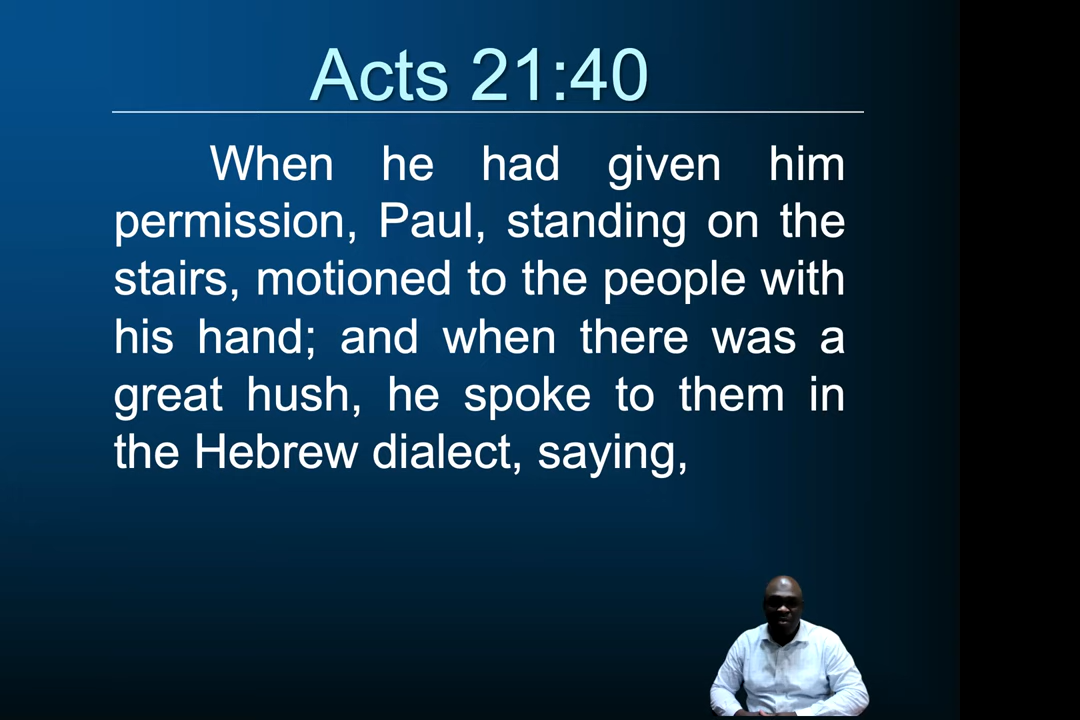 Acts 21:40
When he had given him
permission, Paul, standing on the
stairs, motioned to the people with
his hand; and when there was a
great hush, he spoke to them in
the Hebrew dialect, saying,